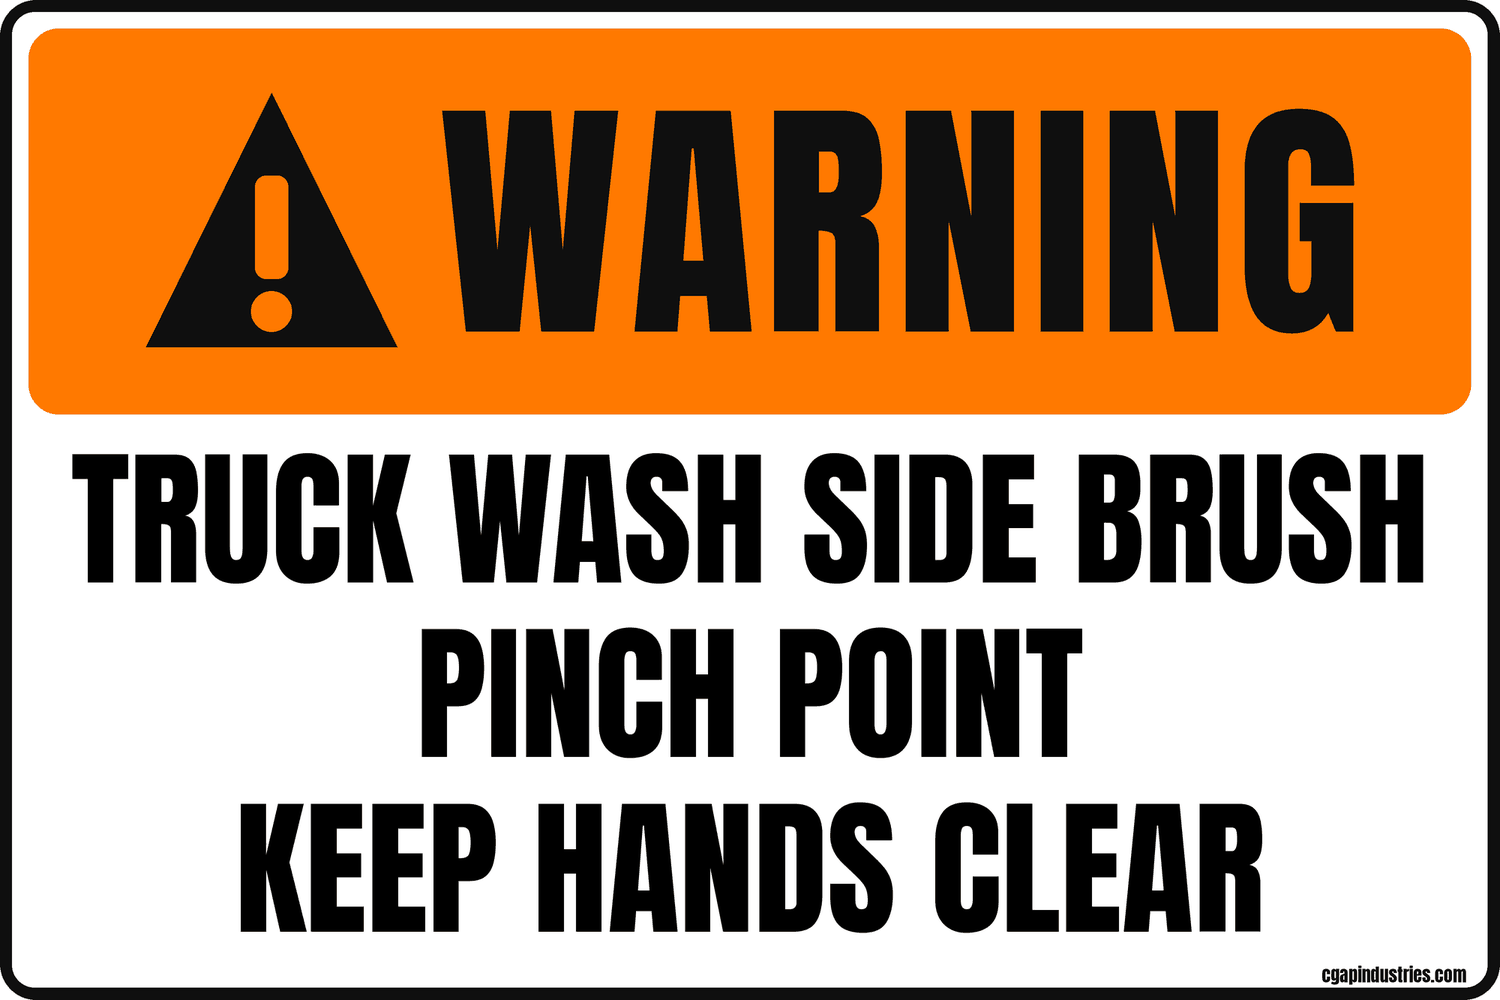 WARNING
TRUCK WASH SIDE BRUSH
PINCH POINT
KEEP HANDS CLEAR
cgapindustries.com